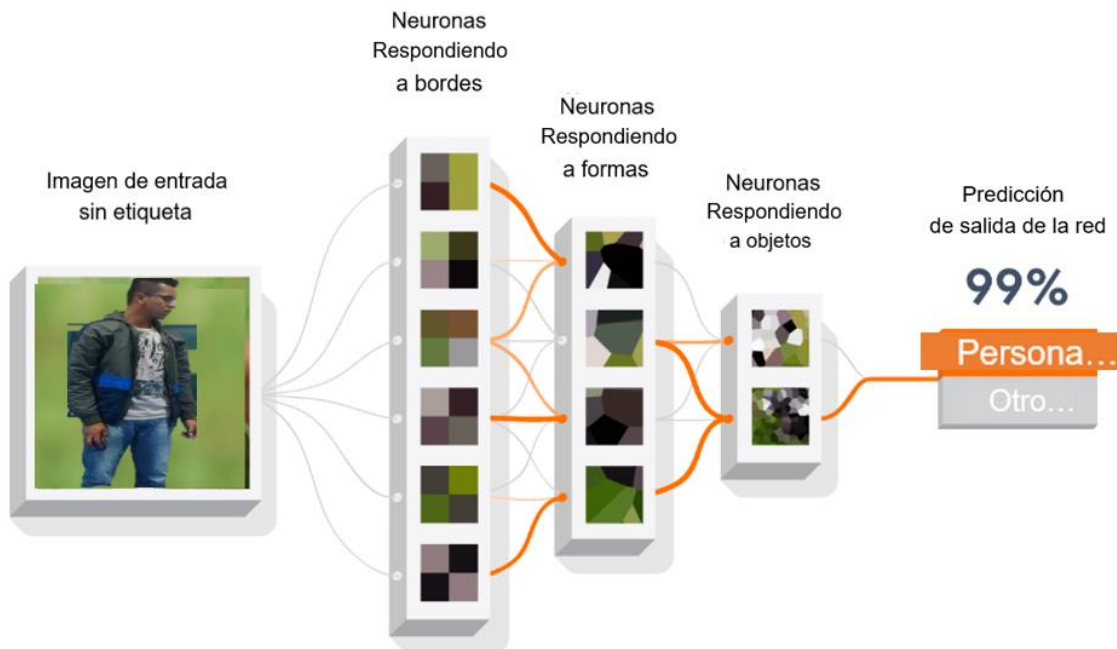 Imagen de entrada
sin etiqueta
Neuronas
Respondiendo
a bordes
Neuronas
Respondiendo
a formas
Neuronas
Respondiendo
a objetos
Predicción
de salida de la red
99%
Persona...
Otro...